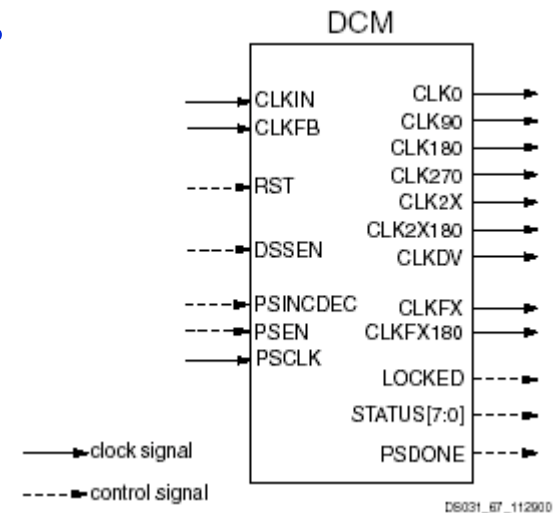 DCM
CLKIN
CLKFB
RST
DSSEN
PSINCDEC
PSEN
PSCLK
CLK0
CLK90
CLK180
CLK270
CLK2X
CLK2X180
CLKDV
CLKFX
CLKFX180
LOCKED
STATUS[7:0]
PSDONE
clock signal
control signal
DS031_67_112900